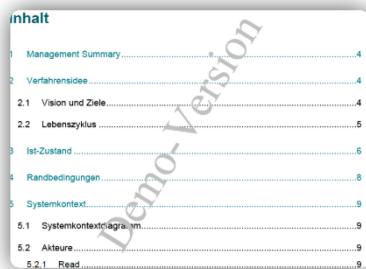 Inhalt
1 Management Summary 4
2 Verfahrensidee 4
2.1 Vision und Ziele 4
2.2 Lebenszyklus 5
3 Ist-Zustand 6
4 Randbedingungen 8
5 Systemkontext 9
5.1 Systemkontextdiagramm 9
5.2 Akteure 9
5.2.1 Read 9
Demo-Version